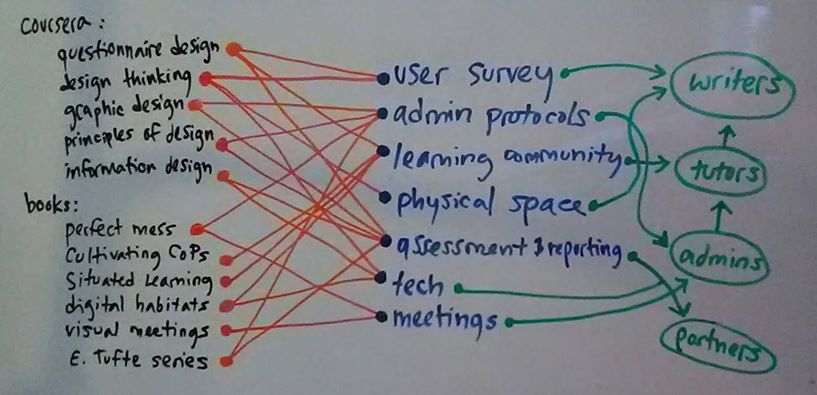 coursera:
questionnaire design
design thinking
graphic design
principles of design
information design
books:
perfect mess
Cultivating CoPs
Situated Learning
digital habitats
visual meetings
E. Tufte series
user survey
admin protocols
learning community
physical space
assessment & reporting
tech
meetings
writers
tutors
admins
partners